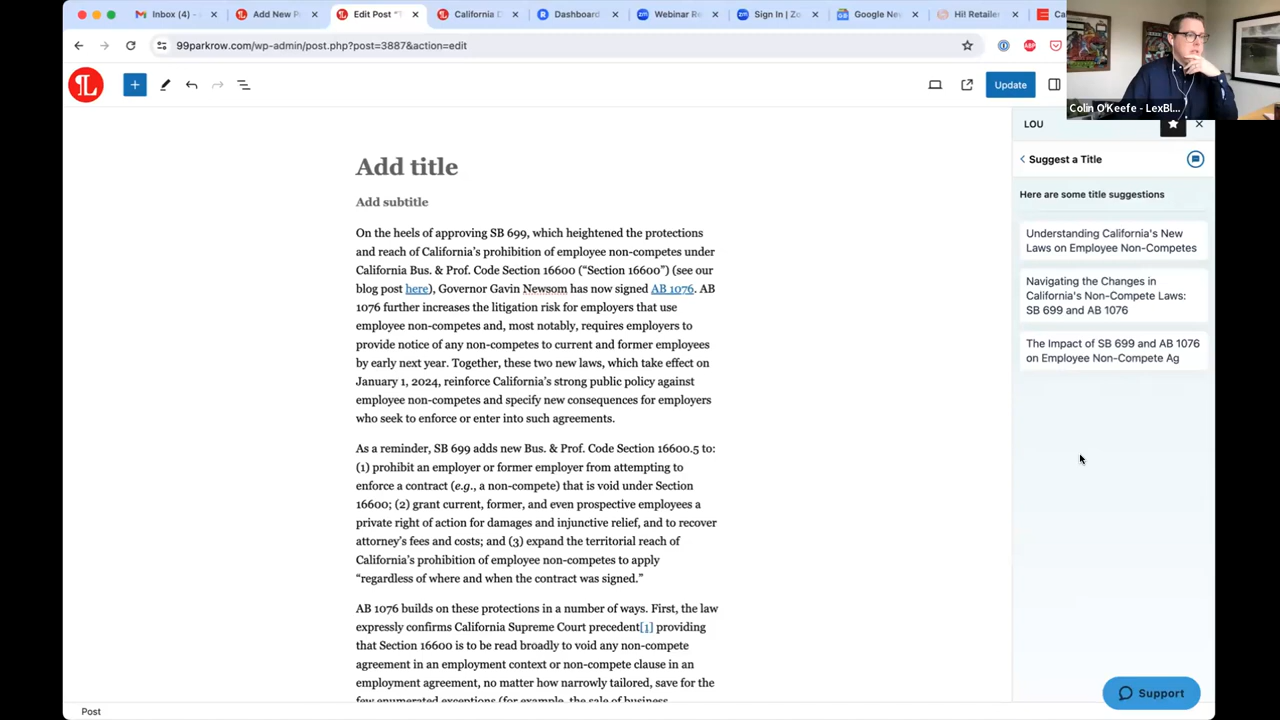 Inbox (4) -
Add New P
Edit Post "
California D
Dashboard
Webinar Re
Sign In | Ze
Google Nev
Hi! Retailer
Ca
99parkrow.com/wp-admin/post.php?post=3887&action=edit
ABP
Update
Colin O'Keefe - LexBl...
LOU
Suggest a Title
Here are some title suggestions
Understanding California's New
Laws on Employee Non-Competes
Navigating the Changes in
California's Non-Compete Laws:
SB 699 and AB 1076
The Impact of SB 699 and AB 1076
on Employee Non-Compete Ag
Add title
Add subtitle
On the heels of approving SB 699, which heightened the protections
and reach of California’s prohibition of employee non-competes under
California Bus. & Prof. Code Section 16600 (“Section 16600”) (see our
blog post here), Governor Gavin Newsom has now signed AB 1076. AB
1076 further increases the litigation risk for employers that use
employee non-competes and, most notably, requires employers to
provide notice of any non-competes to current and former employees
by early next year. Together, these two new laws, which take effect on
January 1, 2024, reinforce California’s strong public policy against
employee non-competes and specify new consequences for employers
who seek to enforce or enter into such agreements.
As a reminder, SB 699 adds new Bus. & Prof. Code Section 16600.5 to:
(1) prohibit an employer or former employer from attempting to
enforce a contract (e.g., a non-compete) that is void under Section
16600; (2) grant current, former, and even prospective employees a
private right of action for damages and injunctive relief, and to recover
attorney’s fees and costs; and (3) expand the territorial reach of
California’s prohibition of employee non-competes to apply
“regardless of where and when the contract was signed.”
AB 1076 builds on these protections in a number of ways. First, the law
expressly confirms California Supreme Court precedent[1] providing
that Section 16600 is to be read broadly to void any non-compete
agreement in an employment context or non-compete clause in an
employment agreement, no matter how narrowly tailored, save for the
few enumerated exceptions (for example, the sale of business
Support
Post